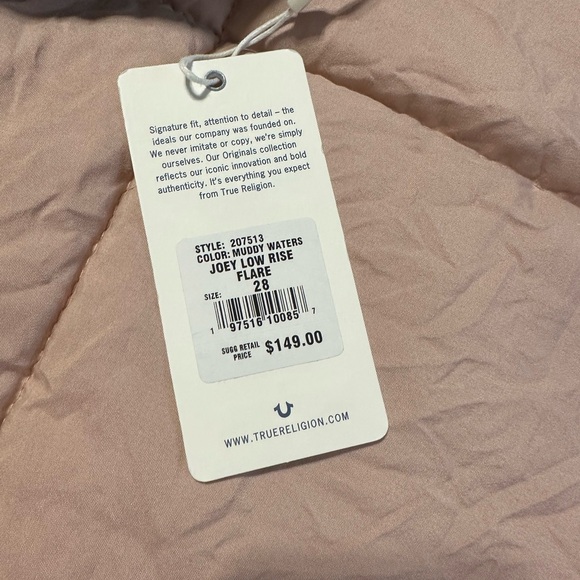 Signature fit, attention to detail – the
ideals our company was founded on.
We never imitate or copy, we're simply
ourselves. Our Originals collection
reflects our iconic innovation and bold
authenticity. It's everything you expect
from True Religion.
STYLE: 207513
COLOR: MUDDY WATERS
JOEY LOW RISE
FLARE
SIZE: 28
1 97516 10085 7
SUGG RETAIL
PRICE $149.00
WWW.TRUERELIGION.COM